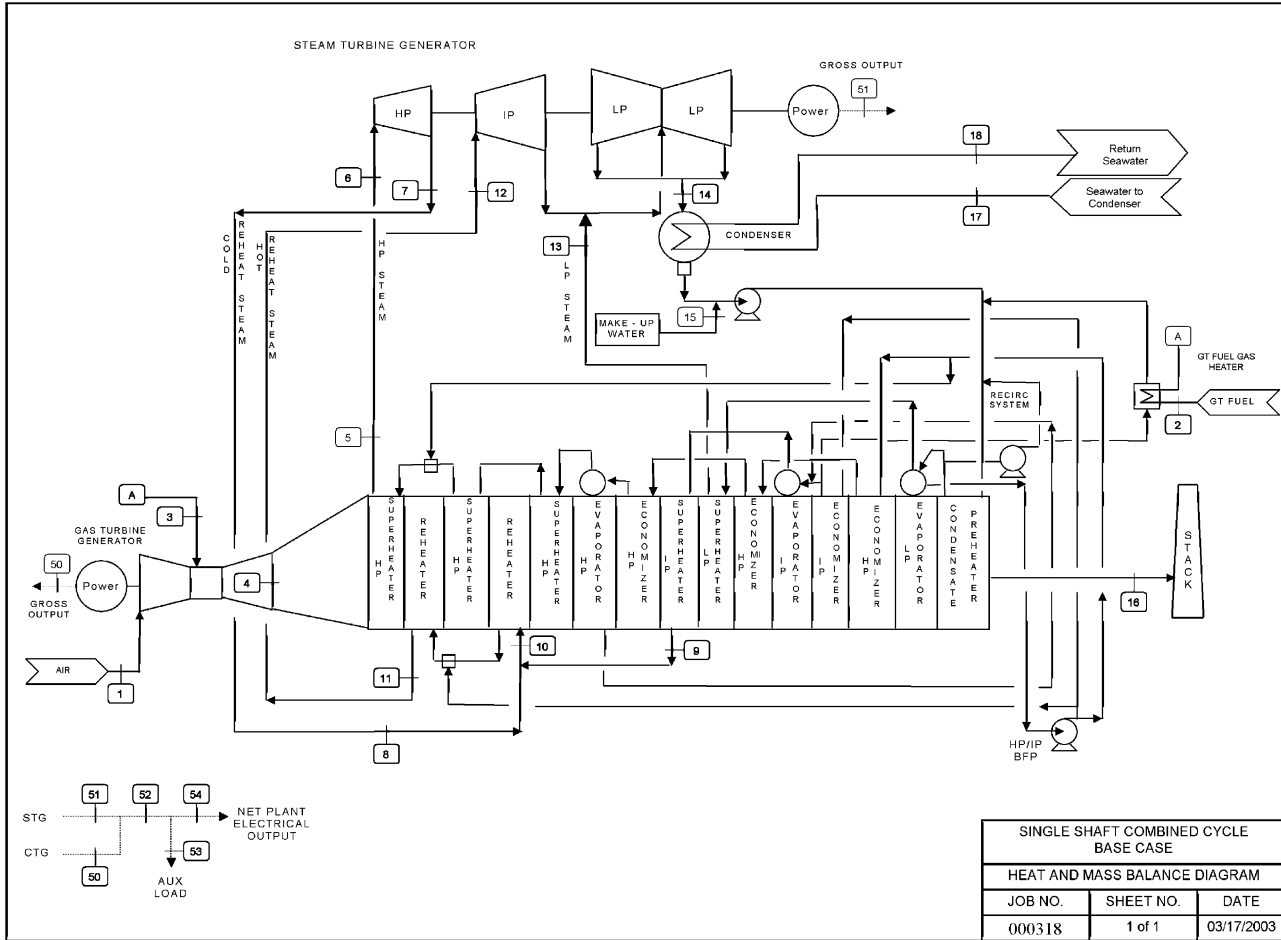 STEAM TURBINE GENERATOR
GROSS OUTPUT
51
HP
IP
LP
LP
Power
6
7
12
14
18
Return
Seawater
Seawater to
Condenser
17
CONDENSER
COLD
REHEAT STEAM
HOT
REHEAT STEAM
HP STEAM
13
LP STEAM
MAKE - UP
WATER
15
A
GT FUEL GAS
HEATER
GT FUEL
2
RECIRC
SYSTEM
5
A
3
GAS TURBINE
GENERATOR
50
Power
GROSS
OUTPUT
4
AIR
1
HP SUPERHEATER
REHEATER
HP SUPERHEATER
REHEATER
HP SUPERHEATER
HP EVAPORATOR
HP ECONOMIZER
IP SUPERHEATER
LP SUPERHEATER
HP ECONOMIZER
IP EVAPORATOR
IP ECONOMIZER
HP ECONOMIZER
LP EVAPORATOR
CONDENSATE PREHEATER
STACK
16
10
9
11
8
HP/IP
BFP
51
52
54
STG
NET PLANT
ELECTRICAL
OUTPUT
CTG
50
53
AUX
LOAD
SINGLE SHAFT COMBINED CYCLE
BASE CASE
HEAT AND MASS BALANCE DIAGRAM
JOB NO.
SHEET NO.
DATE
000318
1 of 1
03/17/2003